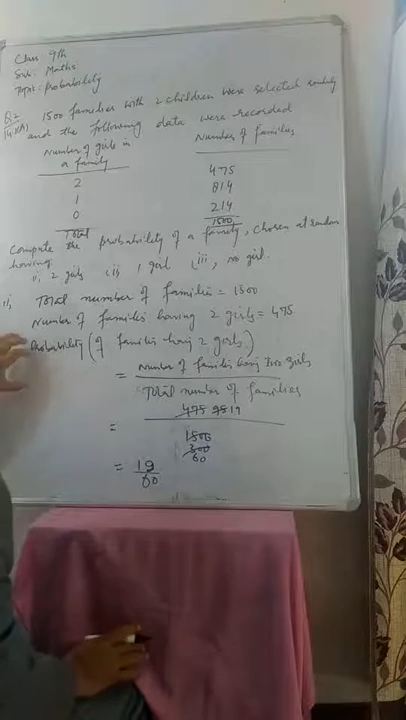 Class 9th
Sub: Maths
Topic: Probability
Q2 1500 families with 2 children were selected randomly
and the following data were recorded
Number of girls in a family
Number of families
2 475
1 814
0 214
Total 1500
Compute the probability of a family, chosen at random
having
(i), 2 girls (ii) 1 girl (iii), no girl.
(i), Total number of families = 1500
Number of families having 2 girls = 475
Probability (of families having 2 girls)
= Number of families having two girls
Total number of families
= 475 95 19
1500
300
60
= 19
60